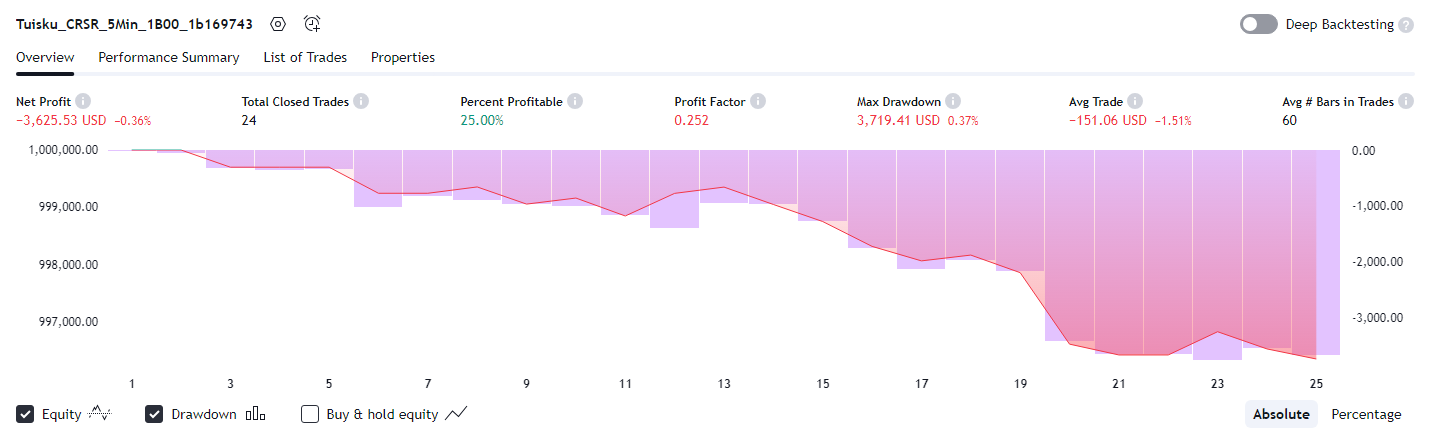 Tuisku_CRSR_5Min_1B00_1b169743 Deep Backtesting ?
Overview Performance Summary List of Trades Properties
Net Profit Total Closed Trades Percent Profitable Profit Factor Max Drawdown Avg Trade Avg # Bars in Trades
−3,625.53 USD −0.36% 24 25.00% 0.252 3,719.41 USD 0.37% −151.06 USD −1.51% 60
1,000,000.00 0.00
999,000.00 -1,000.00
998,000.00 -2,000.00
997,000.00 -3,000.00
1 3 5 7 9 11 13 15 17 19 21 23 25
Equity Drawdown Buy & hold equity Absolute Percentage